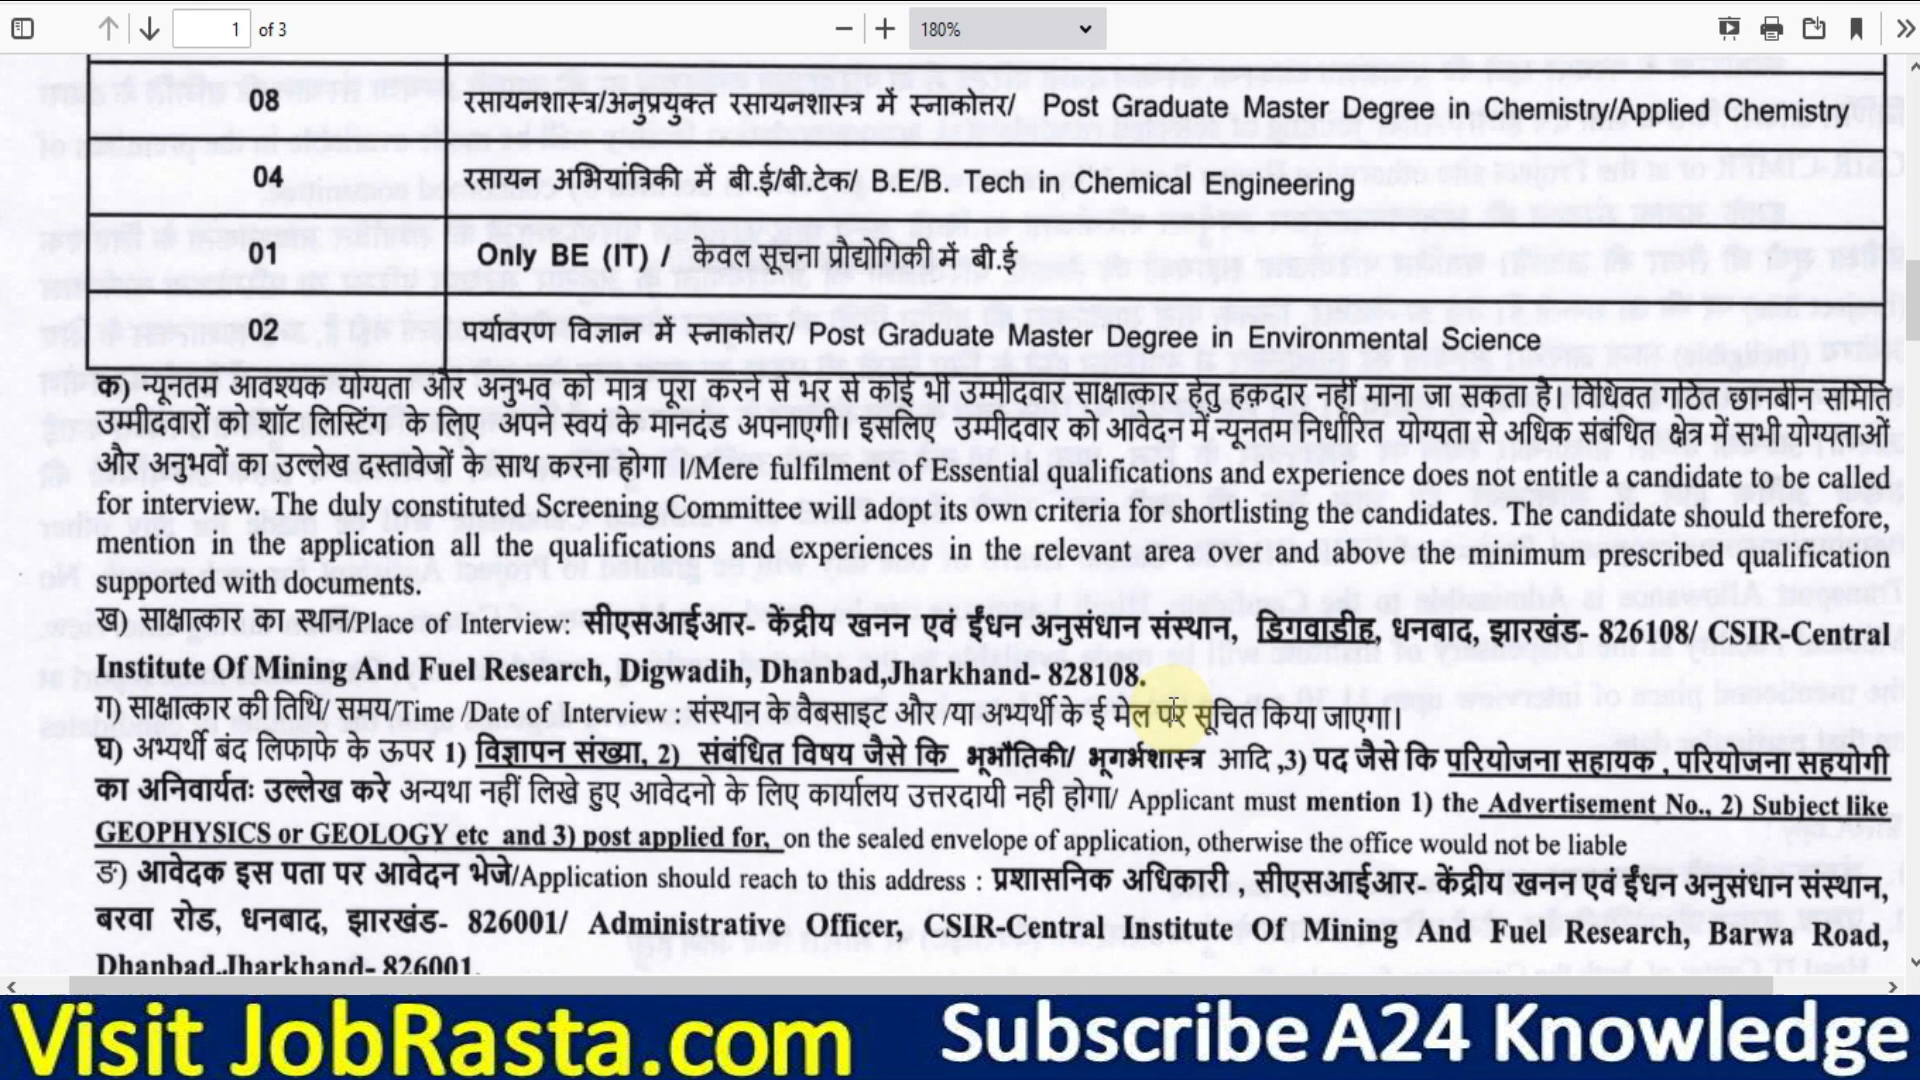 1 of 3
180%
08 रसायनशास्त्र/अनुप्रयुक्त रसायनशास्त्र में स्नाकोत्तर/ Post Graduate Master Degree in Chemistry/Applied Chemistry
04 रसायन अभियांत्रिकी में बी.ई/बी.टेक/ B.E/B. Tech in Chemical Engineering
01 Only BE (IT) / केवल सूचना प्रौद्योगिकी में बी.ई
02 पर्यावरण विज्ञान में स्नाकोत्तर/ Post Graduate Master Degree in Environmental Science
क) न्यूनतम आवश्यक योग्यता और अनुभव को मात्र पूरा करने से भर से कोई भी उम्मीदवार साक्षात्कार हेतु हक़दार नहीं माना जा सकता है। विधिवत गठित छानबीन समिति
उम्मीदवारों को शॉट लिस्टिंग के लिए अपने स्वयं के मानदंड अपनाएगी। इसलिए उम्मीदवार को आवेदन में न्यूनतम निर्धारित योग्यता से अधिक संबंधित क्षेत्र में सभी योग्यताओं
और अनुभवों का उल्लेख दस्तावेजों के साथ करना होगा ।/Mere fulfilment of Essential qualifications and experience does not entitle a candidate to be called
for interview. The duly constituted Screening Committee will adopt its own criteria for shortlisting the candidates. The candidate should therefore,
mention in the application all the qualifications and experiences in the relevant area over and above the minimum prescribed qualification
supported with documents.
ख) साक्षात्कार का स्थान/Place of Interview: सीएसआईआर- केंद्रीय खनन एवं ईंधन अनुसंधान संस्थान, डिगवाडीह, धनबाद, झारखंड- 826108/ CSIR-Central
Institute Of Mining And Fuel Research, Digwadih, Dhanbad,Jharkhand- 828108.
ग) साक्षात्कार की तिथि/ समय/Time /Date of Interview : संस्थान के वैबसाइट और /या अभ्यर्थी के ई मेल पर सूचित किया जाएगा।
घ) अभ्यर्थी बंद लिफाफे के ऊपर 1) विज्ञापन संख्या, 2) संबंधित विषय जैसे कि भूभौतिकी/ भूगर्भशास्त्र आदि ,3) पद जैसे कि परियोजना सहायक , परियोजना सहयोगी
का अनिवार्यतः उल्लेख करे अन्यथा नहीं लिखे हुए आवेदनो के लिए कार्यालय उत्तरदायी नही होगा/ Applicant must mention 1) the Advertisement No., 2) Subject like
GEOPHYSICS or GEOLOGY etc and 3) post applied for, on the sealed envelope of application, otherwise the office would not be liable
ङ) आवेदक इस पता पर आवेदन भेजे/Application should reach to this address : प्रशासनिक अधिकारी , सीएसआईआर- केंद्रीय खनन एवं ईंधन अनुसंधान संस्थान,
बरवा रोड, धनबाद, झारखंड- 826001/ Administrative Officer, CSIR-Central Institute Of Mining And Fuel Research, Barwa Road,
Dhanbad,Jharkhand- 826001.
Visit JobRasta.com Subscribe A24 Knowledge